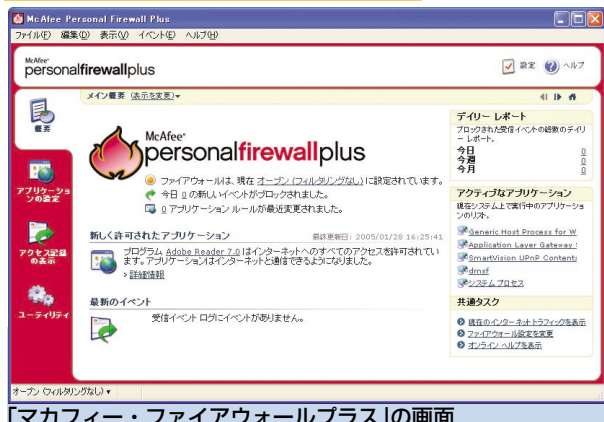 McAfee Personal Firewall Plus
ファイル(F) 編集(D) 表示(V) イベント(E) ヘルプ(H)
McAfee®
personalfirewallplus
設定
ヘルプ
メイン概要 (表示を変更)
概要
アプリケーションの設定
アクセス記録の表示
ユーティリティ
McAfee®
personalfirewallplus
ファイアウォールは、現在 オープン (フィルタリングなし) に設定されています。
今日 0 の新しいイベントがブロックされました。
0 アプリケーション ルールが最近変更されました。
新しく許可されたアプリケーション
最終更新日: 2005/01/28 16:25:41
プログラム Adobe Reader 7.0 はインターネットへのすべてのアクセスを許可されてい
ます。アプリケーションはインターネットと通信できるようになりました。
> 詳細情報
最新のイベント
受信イベント ログにイベントがありません。
デイリー レポート
ブロックされた受信イベントの総数のデイリ
ー レポート。
今日 0
今週 0
今月 0
アクティブなアプリケーション
現在システム上で実行中のアプリケーショ
ンのリスト。
Generic Host Process for W
Application Layer Gateway
SmartVision UPnP Contents
dmsf
システム プロセス
共通タスク
現在のインターネットトラフィックを表示
ファイアウォール設定を変更
オンライン ヘルプを表示
オープン (フィルタリングなし)
「マカフィー・ファイアウォールプラス」の画面